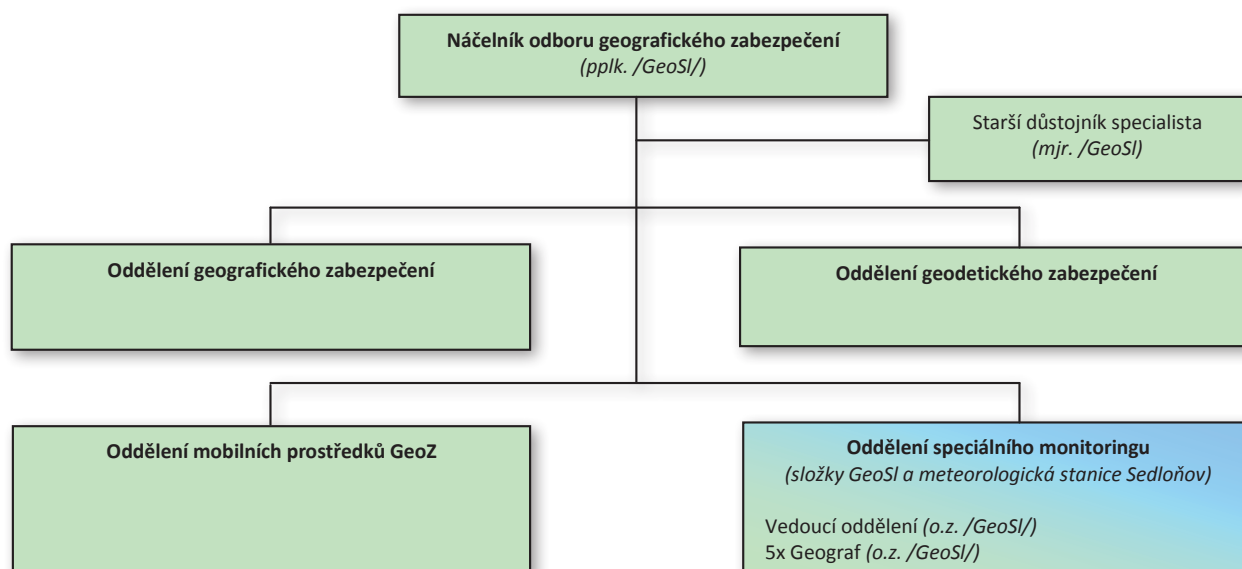 Náčelník odboru geografického zabezpečení
(pplk. /GeoSl/)
Starší důstojník specialista
(mjr. /GeoSl)
Oddělení geografického zabezpečení
Oddělení geodetického zabezpečení
Oddělení mobilních prostředků GeoZ
Oddělení speciálního monitoringu
(složky GeoSl a meteorologická stanice Sedloňov)
Vedoucí oddělení (o.z. /GeoSl/)
5x Geograf (o.z. /GeoSl/)